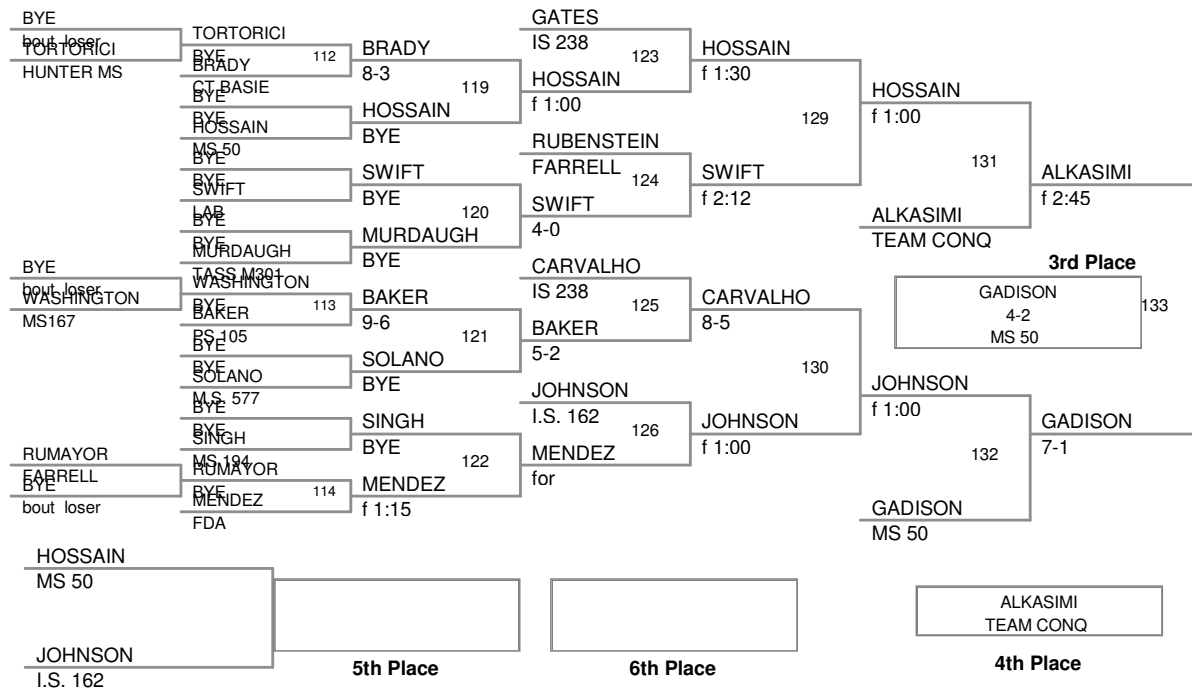 BYE
bout loser
TORTORICI
HUNTER MS
BYE
bout loser
WASHINGTON
MS167
RUMAYOR
FARRELL
BYE
bout loser
TORTORICI
BYE
112
BRADY
CT BASIE
BYE
BYE
HOSSAIN
MS 50
BYE
BYE
SWIFT
LAB
BYE
BYE
MURDAUGH
TASS M301
WASHINGTON
BYE
113
BAKER
PS 105
BYE
BYE
SOLANO
M.S. 577
BYE
BYE
SINGH
MS 194
RUMAYOR
BYE
114
MENDEZ
FDA
BRADY
8-3
119
HOSSAIN
BYE
SWIFT
BYE
120
MURDAUGH
BYE
BAKER
9-6
121
SOLANO
BYE
SINGH
BYE
122
MENDEZ
f 1:15
GATES
IS 238
123
HOSSAIN
f 1:00
RUBENSTEIN
FARRELL
124
SWIFT
4-0
CARVALHO
IS 238
125
BAKER
5-2
JOHNSON
I.S. 162
126
MENDEZ
for
HOSSAIN
f 1:30
129
SWIFT
f 2:12
CARVALHO
8-5
130
JOHNSON
f 1:00
HOSSAIN
f 1:00
131
ALKASIMI
TEAM CONQ
ALKASIMI
f 2:45
3rd Place
GADISON
4-2
MS 50
133
JOHNSON
f 1:00
132
GADISON
MS 50
GADISON
7-1
HOSSAIN
MS 50
JOHNSON
I.S. 162
5th Place
6th Place
ALKASIMI
TEAM CONQ
4th Place